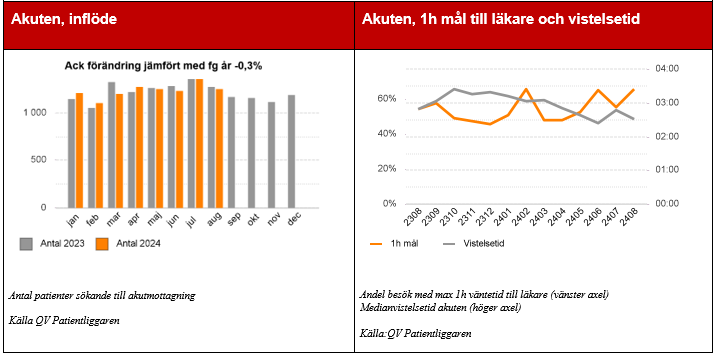 Akuten, inflöde
Ack förändring jämfört med fg år -0,3%
1 000
500
0
jan feb mar apr maj jun jul aug sep okt nov dec
Antal 2023 Antal 2024
Antal patienter sökande till akutmottagning
Källa QV Patientliggaren
Akuten, 1h mål till läkare och vistelsetid
04:00
60% 03:00
40% 02:00
20% 01:00
0% 00:00
2308 2309 2310 2311 2312 2401 2402 2403 2404 2405 2406 2407 2408
1h mål Vistelsetid
Andel besök med max 1h väntetid till läkare (vänster axel)
Medianvistelsetid akuten (höger axel)
Källa:QV Patientliggaren